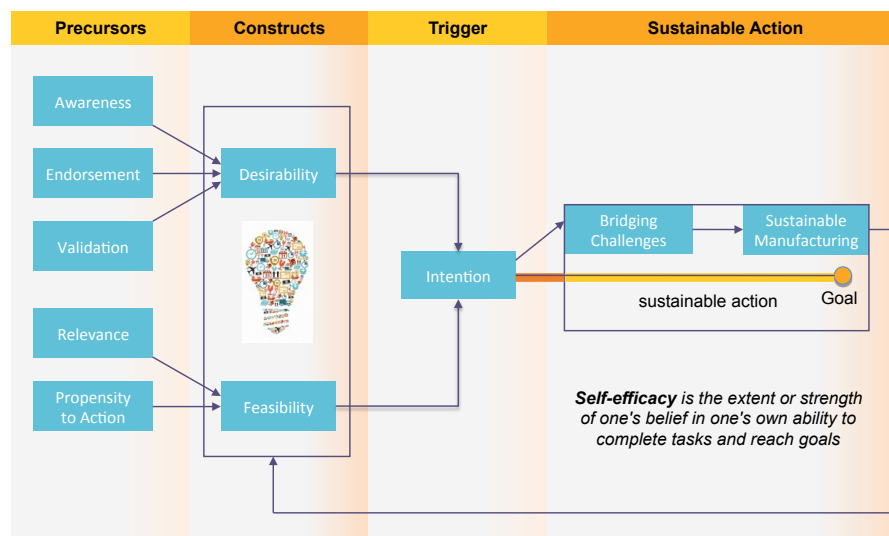 Precursors
Constructs
Trigger
Sustainable Action
Awareness
Endorsement
Desirability
Validation
Bridging
Challenges
Sustainable
Manufacturing
Intention
sustainable action
Goal
Relevance
Propensity
to Action
Feasibility
Self-efficacy is the extent or strength
of one's belief in one's own ability to
complete tasks and reach goals